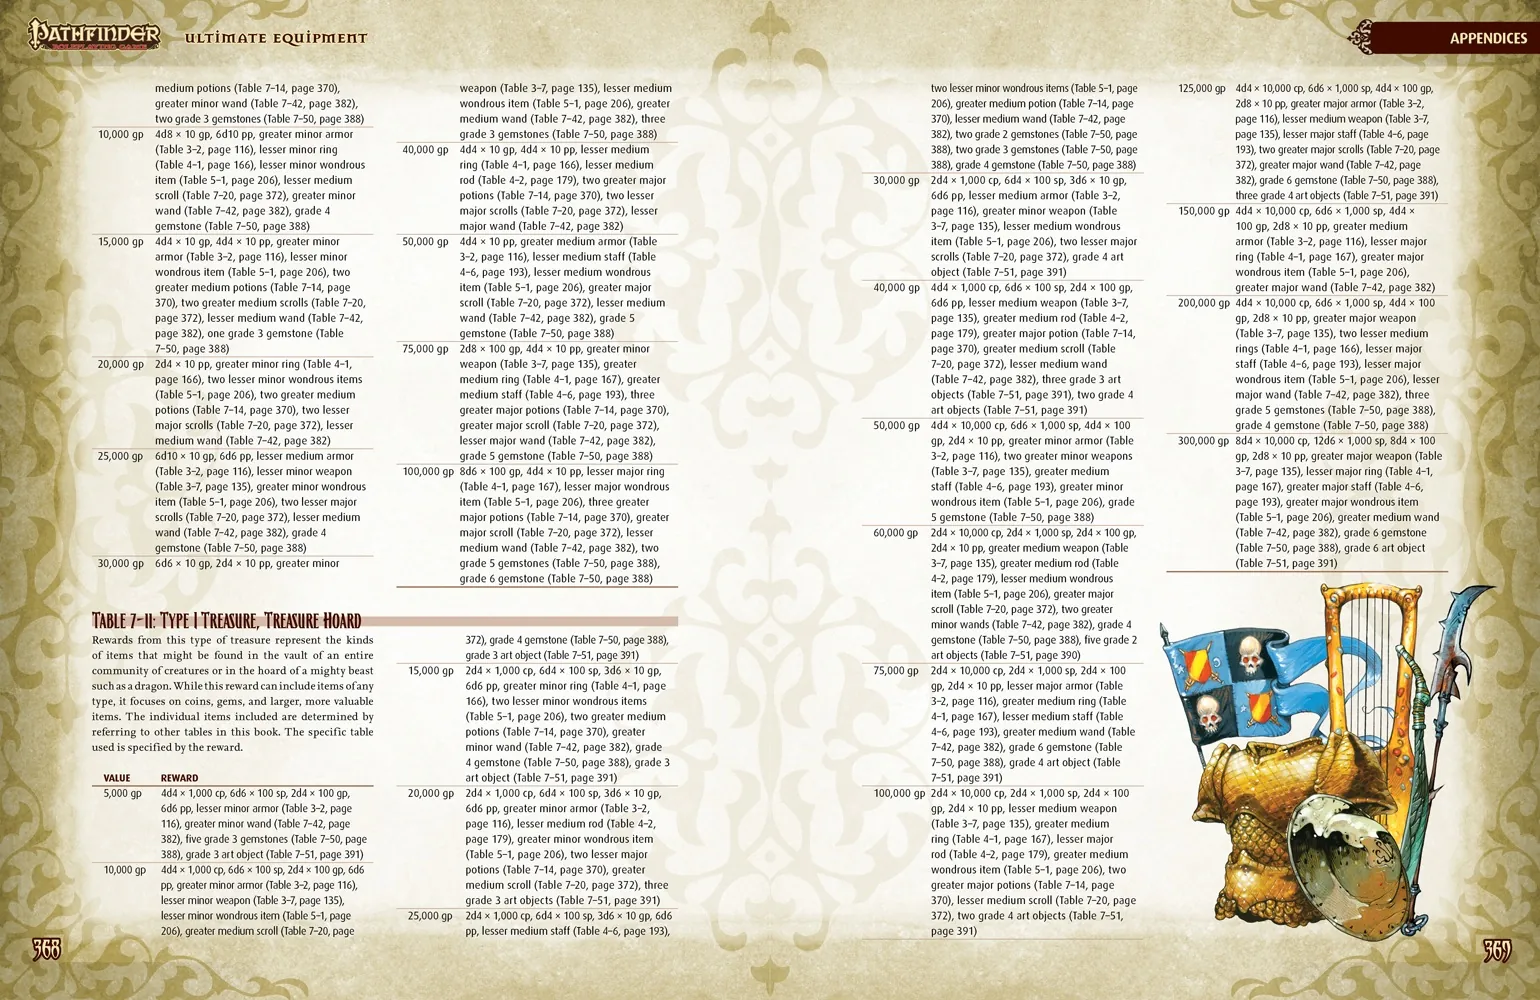 PATHFINDER
ROLEPLAYING GAME
ULTIMATE EQUIPMENT
medium potions (Table 7–14, page 370),
greater minor wand (Table 7–42, page 382),
two grade 3 gemstones (Table 7–50, page 388)
10,000 gp 4d8 × 10 gp, 6d10 pp, greater minor armor
(Table 3–2, page 116), lesser minor ring
(Table 4–1, page 166), lesser minor wondrous
item (Table 5–1, page 206), lesser medium
scroll (Table 7–20, page 372), greater minor
wand (Table 7–42, page 382), grade 4
gemstone (Table 7–50, page 388)
15,000 gp 4d4 × 10 gp, 4d4 × 10 pp, greater minor
armor (Table 3–2, page 116), lesser minor
wondrous item (Table 5–1, page 206), two
greater medium potions (Table 7–14, page
370), two greater medium scrolls (Table 7–20,
page 372), lesser medium wand (Table 7–42,
page 382), one grade 3 gemstone (Table
7–50, page 388)
20,000 gp 2d4 × 10 pp, greater minor ring (Table 4–1,
page 166), two lesser minor wondrous items
(Table 5–1, page 206), two greater medium
potions (Table 7–14, page 370), two lesser
major scrolls (Table 7–20, page 372), lesser
medium wand (Table 7–42, page 382)
25,000 gp 6d10 × 10 gp, 6d6 pp, lesser medium armor
(Table 3–2, page 116), lesser minor weapon
(Table 3–7, page 135), greater minor wondrous
item (Table 5–1, page 206), two lesser major
scrolls (Table 7–20, page 372), lesser medium
wand (Table 7–42, page 382), grade 4
gemstone (Table 7–50, page 388)
30,000 gp 6d6 × 10 gp, 2d4 × 10 pp, greater minor
weapon (Table 3–7, page 135), lesser medium
wondrous item (Table 5–1, page 206), greater
medium wand (Table 7–42, page 382), three
grade 3 gemstones (Table 7–50, page 388)
40,000 gp 4d4 × 10 gp, 4d4 × 10 pp, lesser medium
ring (Table 4–1, page 166), lesser medium
rod (Table 4–2, page 179), two greater major
potions (Table 7–14, page 370), two lesser
major scrolls (Table 7–20, page 372), lesser
major wand (Table 7–42, page 382)
50,000 gp 4d4 × 10 pp, greater medium armor (Table
3–2, page 116), lesser medium staff (Table
4–6, page 193), lesser medium wondrous
item (Table 5–1, page 206), greater major
scroll (Table 7–20, page 372), lesser medium
wand (Table 7–42, page 382), grade 5
gemstone (Table 7–50, page 388)
75,000 gp 2d8 × 100 gp, 4d4 × 10 pp, greater minor
weapon (Table 3–7, page 135), greater
medium ring (Table 4–1, page 167), greater
medium staff (Table 4–6, page 193), three
greater major potions (Table 7–14, page 370),
greater major scroll (Table 7–20, page 372),
lesser major wand (Table 7–42, page 382),
grade 5 gemstone (Table 7–50, page 388)
100,000 gp 8d6 × 100 gp, 4d4 × 10 pp, lesser major ring
(Table 4–1, page 167), lesser major wondrous
item (Table 5–1, page 206), three greater
major potions (Table 7–14, page 370), greater
major scroll (Table 7–20, page 372), lesser
medium wand (Table 7–42, page 382), two
grade 5 gemstones (Table 7–50, page 388),
grade 6 gemstone (Table 7–50, page 388)
TABLE 7–11: TYPE I TREASURE, TREASURE HOARD
Rewards from this type of treasure represent the kinds
of items that might be found in the vault of an entire
community of creatures or in the hoard of a mighty beast
such as a dragon. While this reward can include items of any
type, it focuses on coins, gems, and larger, more valuable
items. The individual items included are determined by
referring to other tables in this book. The specific table
used is specified by the reward.
VALUE REWARD
5,000 gp 4d4 × 1,000 cp, 6d6 × 100 sp, 2d4 × 100 gp,
6d6 pp, lesser minor armor (Table 3–2, page
116), greater minor wand (Table 7–42, page
382), five grade 3 gemstones (Table 7–50, page
388), grade 3 art object (Table 7–51, page 391)
10,000 gp 4d4 × 1,000 cp, 6d6 × 100 sp, 2d4 × 100 gp, 6d6
pp, greater minor armor (Table 3–2, page 116),
lesser minor weapon (Table 3–7, page 135),
lesser minor wondrous item (Table 5–1, page
206), greater medium scroll (Table 7–20, page
372), grade 4 gemstone (Table 7–50, page 388),
grade 3 art object (Table 7–51, page 391)
15,000 gp 2d4 × 1,000 cp, 6d4 × 100 sp, 3d6 × 10 gp,
6d6 pp, greater minor ring (Table 4–1, page
166), two lesser minor wondrous items
(Table 5–1, page 206), two greater medium
potions (Table 7–14, page 370), greater
minor wand (Table 7–42, page 382), grade
4 gemstone (Table 7–50, page 388), grade 3
art object (Table 7–51, page 391)
20,000 gp 2d4 × 1,000 cp, 6d4 × 100 sp, 3d6 × 10 gp,
6d6 pp, greater minor armor (Table 3–2,
page 116), lesser medium rod (Table 4–2,
page 179), greater minor wondrous item
(Table 5–1, page 206), two lesser major
potions (Table 7–14, page 370), greater
medium scroll (Table 7–20, page 372), three
grade 3 art objects (Table 7–51, page 391)
25,000 gp 2d4 × 1,000 cp, 6d4 × 100 sp, 3d6 × 10 gp, 6d6
pp, lesser medium staff (Table 4–6, page 193),
368
APPENDICES
two lesser minor wondrous items (Table 5–1, page
206), greater medium potion (Table 7–14, page
370), lesser medium wand (Table 7–42, page
382), two grade 2 gemstones (Table 7–50, page
388), two grade 3 gemstones (Table 7–50, page
388), grade 4 gemstone (Table 7–50, page 388)
30,000 gp 2d4 × 1,000 cp, 6d4 × 100 sp, 3d6 × 10 gp,
6d6 pp, lesser medium armor (Table 3–2,
page 116), greater minor weapon (Table
3–7, page 135), lesser medium wondrous
item (Table 5–1, page 206), two lesser major
scrolls (Table 7–20, page 372), grade 4 art
object (Table 7–51, page 391)
40,000 gp 4d4 × 1,000 cp, 6d6 × 100 sp, 2d4 × 100 gp,
6d6 pp, lesser medium weapon (Table 3–7,
page 135), greater medium rod (Table 4–2,
page 179), greater major potion (Table 7–14,
page 370), greater medium scroll (Table
7–20, page 372), lesser medium wand
(Table 7–42, page 382), three grade 3 art
objects (Table 7–51, page 391), two grade 4
art objects (Table 7–51, page 391)
50,000 gp 4d4 × 10,000 cp, 6d6 × 1,000 sp, 4d4 × 100
gp, 2d4 × 10 pp, greater minor armor (Table
3–2, page 116), two greater minor weapons
(Table 3–7, page 135), greater medium
staff (Table 4–6, page 193), greater minor
wondrous item (Table 5–1, page 206), grade
5 gemstone (Table 7–50, page 388)
60,000 gp 2d4 × 10,000 cp, 2d4 × 1,000 sp, 2d4 × 100 gp,
2d4 × 10 pp, greater medium weapon (Table
3–7, page 135), greater medium rod (Table
4–2, page 179), lesser medium wondrous
item (Table 5–1, page 206), greater major
scroll (Table 7–20, page 372), two greater
minor wands (Table 7–42, page 382), grade 4
gemstone (Table 7–50, page 388), five grade 2
art objects (Table 7–51, page 390)
75,000 gp 2d4 × 10,000 cp, 2d4 × 1,000 sp, 2d4 × 100
gp, 2d4 × 10 pp, lesser major armor (Table
3–2, page 116), greater medium ring (Table
4–1, page 167), lesser medium staff (Table
4–6, page 193), greater medium wand (Table
7–42, page 382), grade 6 gemstone (Table
7–50, page 388), grade 4 art object (Table
7–51, page 391)
100,000 gp 2d4 × 10,000 cp, 2d4 × 1,000 sp, 2d4 × 100
gp, 2d4 × 10 pp, lesser medium weapon
(Table 3–7, page 135), greater medium
ring (Table 4–1, page 167), lesser major
rod (Table 4–2, page 179), greater medium
wondrous item (Table 5–1, page 206), two
greater major potions (Table 7–14, page
370), lesser medium scroll (Table 7–20, page
372), two grade 4 art objects (Table 7–51,
page 391)
125,000 gp 4d4 × 10,000 cp, 6d6 × 1,000 sp, 4d4 × 100 gp,
2d8 × 10 pp, greater major armor (Table 3–2,
page 116), lesser medium weapon (Table 3–7,
page 135), lesser major staff (Table 4–6, page
193), two greater major scrolls (Table 7–20, page
372), greater major wand (Table 7–42, page
382), grade 6 gemstone (Table 7–50, page 388),
three grade 4 art objects (Table 7–51, page 391)
150,000 gp 4d4 × 10,000 cp, 6d6 × 1,000 sp, 4d4 ×
100 gp, 2d8 × 10 pp, greater medium
armor (Table 3–2, page 116), lesser major
ring (Table 4–1, page 167), greater major
wondrous item (Table 5–1, page 206),
greater major wand (Table 7–42, page 382)
200,000 gp 4d4 × 10,000 cp, 6d6 × 1,000 sp, 4d4 × 100
gp, 2d8 × 10 pp, greater major weapon
(Table 3–7, page 135), two lesser medium
rings (Table 4–1, page 166), lesser major
staff (Table 4–6, page 193), lesser major
wondrous item (Table 5–1, page 206), lesser
major wand (Table 7–42, page 382), three
grade 5 gemstones (Table 7–50, page 388),
grade 4 gemstone (Table 7–50, page 388)
300,000 gp 8d4 × 10,000 cp, 12d6 × 1,000 sp, 8d4 × 100
gp, 2d8 × 10 pp, greater major weapon (Table
3–7, page 135), lesser major ring (Table 4–1,
page 167), greater major staff (Table 4–6,
page 193), greater major wondrous item
(Table 5–1, page 206), greater medium wand
(Table 7–42, page 382), grade 6 gemstone
(Table 7–50, page 388), grade 6 art object
(Table 7–51, page 391)
369